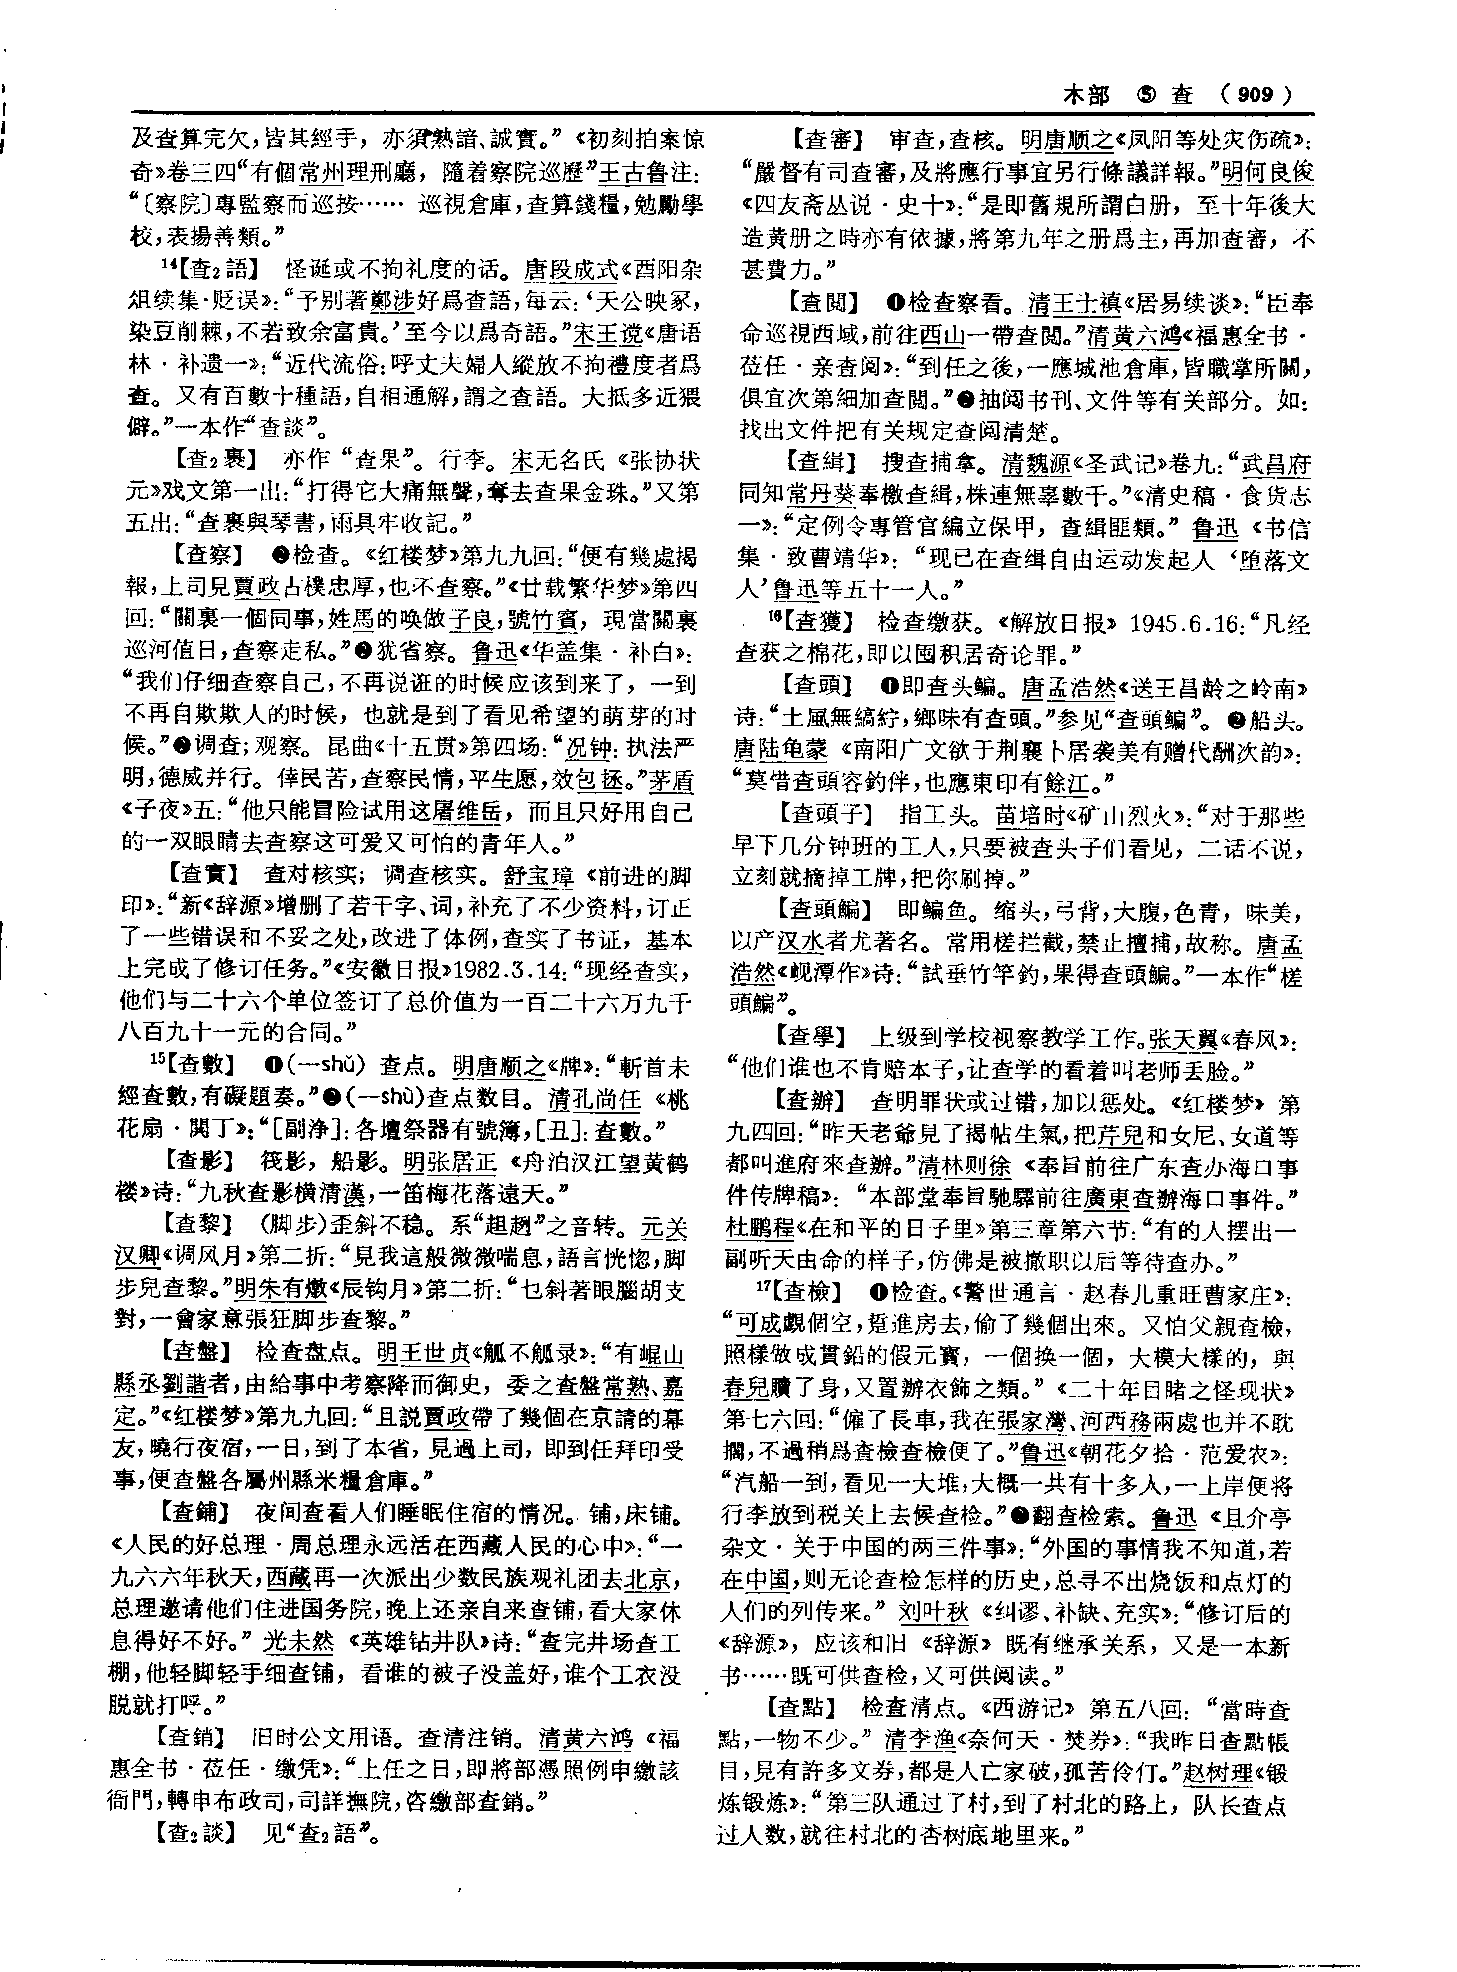 木部 ⑤ 查 (909)
及查算完欠，皆其經手，亦須熟諳、誠實。”《初刻拍案惊
奇》卷三四“有個常州理刑廳，隨着察院巡歷”王古鲁注：
“〔察院〕專監察而巡按…… 巡視倉庫，查算錢糧，勉勵學
校，表揚善類。”
¹⁴【查₂語】 怪诞或不拘礼度的话。唐段成式《酉阳杂
俎续集·贬误》：“予别著鄭涉好爲查語，每云：‘天公映冢，
染豆削棘，不若致余富貴。’至今以爲奇語。”宋王谠《唐语
林·补遗一》：“近代流俗：呼丈夫婦人縱放不拘禮度者爲
查。又有百數十種語，自相通解，謂之查語。大抵多近猥
僻。”一本作“查談”。
【查₂裹】 亦作“查果”。行李。宋无名氏《张协状
元》戏文第一出：“打得它大痛無聲，奪去查果金珠。”又第
五出：“查裹與琴書，雨具牢收記。”
【查察】 ❶检查。《红楼梦》第九九回：“便有幾處揭
報，上司見賈政古樸忠厚，也不查察。”《廿载繁华梦》第四
回：“關裏一個同事，姓馬的唤做子良，號竹賓，現當關裏
巡河值日，查察走私。”❷犹省察。鲁迅《华盖集·补白》：
“我们仔细查察自己，不再说诳的时候应该到来了，一到
不再自欺欺人的时候，也就是到了看见希望的萌芽的时
候。”❸调查；观察。昆曲《十五贯》第四场：“况钟：执法严
明，德威并行。倖民苦，查察民情，平生愿，效包拯。”茅盾
《子夜》五：“他只能冒险试用这屠维岳，而且只好用自己
的一双眼睛去查察这可爱又可怕的青年人。”
【查實】 查对核实；调查核实。舒宝璋《前进的脚
印》：“新《辞源》增删了若干字、词，补充了不少资料，订正
了一些错误和不妥之处，改进了体例，查实了书证，基本
上完成了修订任务。”《安徽日报》1982.3.14：“现经查实，
他们与二十六个单位签订了总价值为一百二十六万九千
八百九十一元的合同。”
¹⁵【查數】 ❶(—shǔ) 查点。明唐顺之《牌》：“斬首未
經查數，有礙題奏。”❷(—shù)查点数目。清孔尚任《桃
花扇·閧丁》：“［副净］：各壇祭器有號簿，［丑］：查數。”
【查影】 筏影，船影。明张居正《舟泊汉江望黄鹤
楼》诗：“九秋查影横清漢，一笛梅花落遠天。”
【查黎】 (脚步)歪斜不稳。系“趄趔”之音转。元关
汉卿《调风月》第二折：“見我這般微微喘息，語言恍惚，脚
步兒查黎。”明朱有燉《辰钩月》第二折：“乜斜著眼腦胡支
對，一會家意張狂脚步查黎。”
【查盤】 检查盘点。明王世贞《觚不觚录》：“有崐山
縣丞劉諧者，由給事中考察降而御史，委之查盤常熟、嘉
定。”《红楼梦》第九九回：“且説賈政帶了幾個在京請的幕
友，曉行夜宿，一日，到了本省，見過上司，即到任拜印受
事，便查盤各屬州縣米糧倉庫。”
【查鋪】 夜间查看人们睡眠住宿的情况。铺，床铺。
《人民的好总理·周总理永远活在西藏人民的心中》：“一
九六六年秋天，西藏再一次派出少数民族观礼团去北京，
总理邀请他们住进国务院，晚上还亲自来查铺，看大家休
息得好不好。” 光未然《英雄钻井队》诗：“查完井场查工
棚，他轻脚轻手细查铺，看谁的被子没盖好，谁个工衣没
脱就打呼。”
【查銷】 旧时公文用语。查清注销。清黄六鸿《福
惠全书·莅任·缴凭》：“上任之日，即將部憑照例申繳該
衙門，轉申布政司，司詳撫院，咨繳部查銷。”
【查₂談】 见“查₂語”。
【查審】 审查，查核。明唐顺之《凤阳等处灾伤疏》：
“嚴督有司查審，及將應行事宜另行條議詳報。”明何良俊
《四友斋丛说·史十》：“是即舊規所謂白册，至十年後大
造黄册之時亦有依據，將第九年之册爲主，再加查審，不
甚費力。”
【查閲】 ❶检查察看。清王士禛《居易续谈》：“臣奉
命巡視西域，前往西山一帶查閲。”清黄六鸿《福惠全书·
莅任·亲查阅》：“到任之後，一應城池倉庫，皆職掌所關，
俱宜次第細加查閲。”❷抽阅书刊、文件等有关部分。如：
找出文件把有关规定查阅清楚。
【查緝】 搜查捕拿。清魏源《圣武记》卷九：“武昌府
同知常丹葵奉檄查緝，株連無辜數千。”《清史稿·食货志
一》：“定例令專管官編立保甲，查緝匪類。” 鲁迅《书信
集·致曹靖华》：“现已在查缉自由运动发起人‘堕落文
人’鲁迅等五十一人。”
¹⁶【查獲】 检查缴获。《解放日报》1945.6.16：“凡经
查获之棉花，即以囤积居奇论罪。”
【查頭】 ❶即查头鳊。唐孟浩然《送王昌龄之岭南》
诗：“土風無縞紵，鄉味有查頭。”参见“查頭鳊”。❷船头。
唐陆龟蒙《南阳广文欲于荆襄卜居袭美有赠代酬次韵》：
“莫惜查頭容釣伴，也應東印有餘江。”
【查頭子】 指工头。苗培时《矿山烈火》：“对于那些
早下几分钟班的工人，只要被查头子们看见，二话不说，
立刻就摘掉工牌，把你刷掉。”
【查頭鳊】 即鳊鱼。缩头，弓背，大腹，色青，味美，
以产汉水者尤著名。常用槎拦截，禁止擅捕，故称。唐孟
浩然《岘潭作》诗：“試垂竹竿釣，果得查頭鳊。”一本作“槎
頭鳊”。
【查學】 上级到学校视察教学工作。张天翼《春风》：
“他们谁也不肯赔本子，让查学的看着叫老师丢脸。”
【查辦】 查明罪状或过错，加以惩处。《红楼梦》第
九四回：“昨天老爺見了揭帖生氣，把芹兒和女尼、女道等
都叫進府來查辦。”清林则徐《奉旨前往广东查办海口事
件传牌稿》：“本部堂奉旨馳驛前往廣東查辦海口事件。”
杜鹏程《在和平的日子里》第三章第六节：“有的人摆出一
副听天由命的样子，仿佛是被撤职以后等待查办。”
¹⁷【查檢】 ❶检查。《警世通言·赵春儿重旺曹家庄》：
“可成覷個空，踅進房去，偷了幾個出來。又怕父親查檢，
照樣做成貫鉛的假元寳，一個换一個，大模大樣的，與
春兒贖了身，又置辦衣飾之類。”《二十年目睹之怪现状》
第七六回：“僱了長車，我在張家灣、河西務兩處也并不耽
擱，不過稍爲查檢查檢便了。”鲁迅《朝花夕拾·范爱农》：
“汽船一到，看见一大堆，大概一共有十多人，一上岸便将
行李放到税关上去候查检。”❷翻查检索。鲁迅《且介亭
杂文·关于中国的两三件事》：“外国的事情我不知道，若
在中国，则无论查检怎样的历史，总寻不出烧饭和点灯的
人们的列传来。” 刘叶秋《纠谬、补缺、充实》：“修订后的
《辞源》，应该和旧《辞源》既有继承关系，又是一本新
书……既可供查检，又可供阅读。”
【查點】 检查清点。《西游记》第五八回：“當時查
點，一物不少。” 清李渔《奈何天·焚券》：“我昨日查點帳
目，見有許多文券，都是人亡家破，孤苦伶仃。”赵树理《锻
炼锻炼》：“第三队通过了村，到了村北的路上，队长查点
过人数，就往村北的杏树底地里来。”